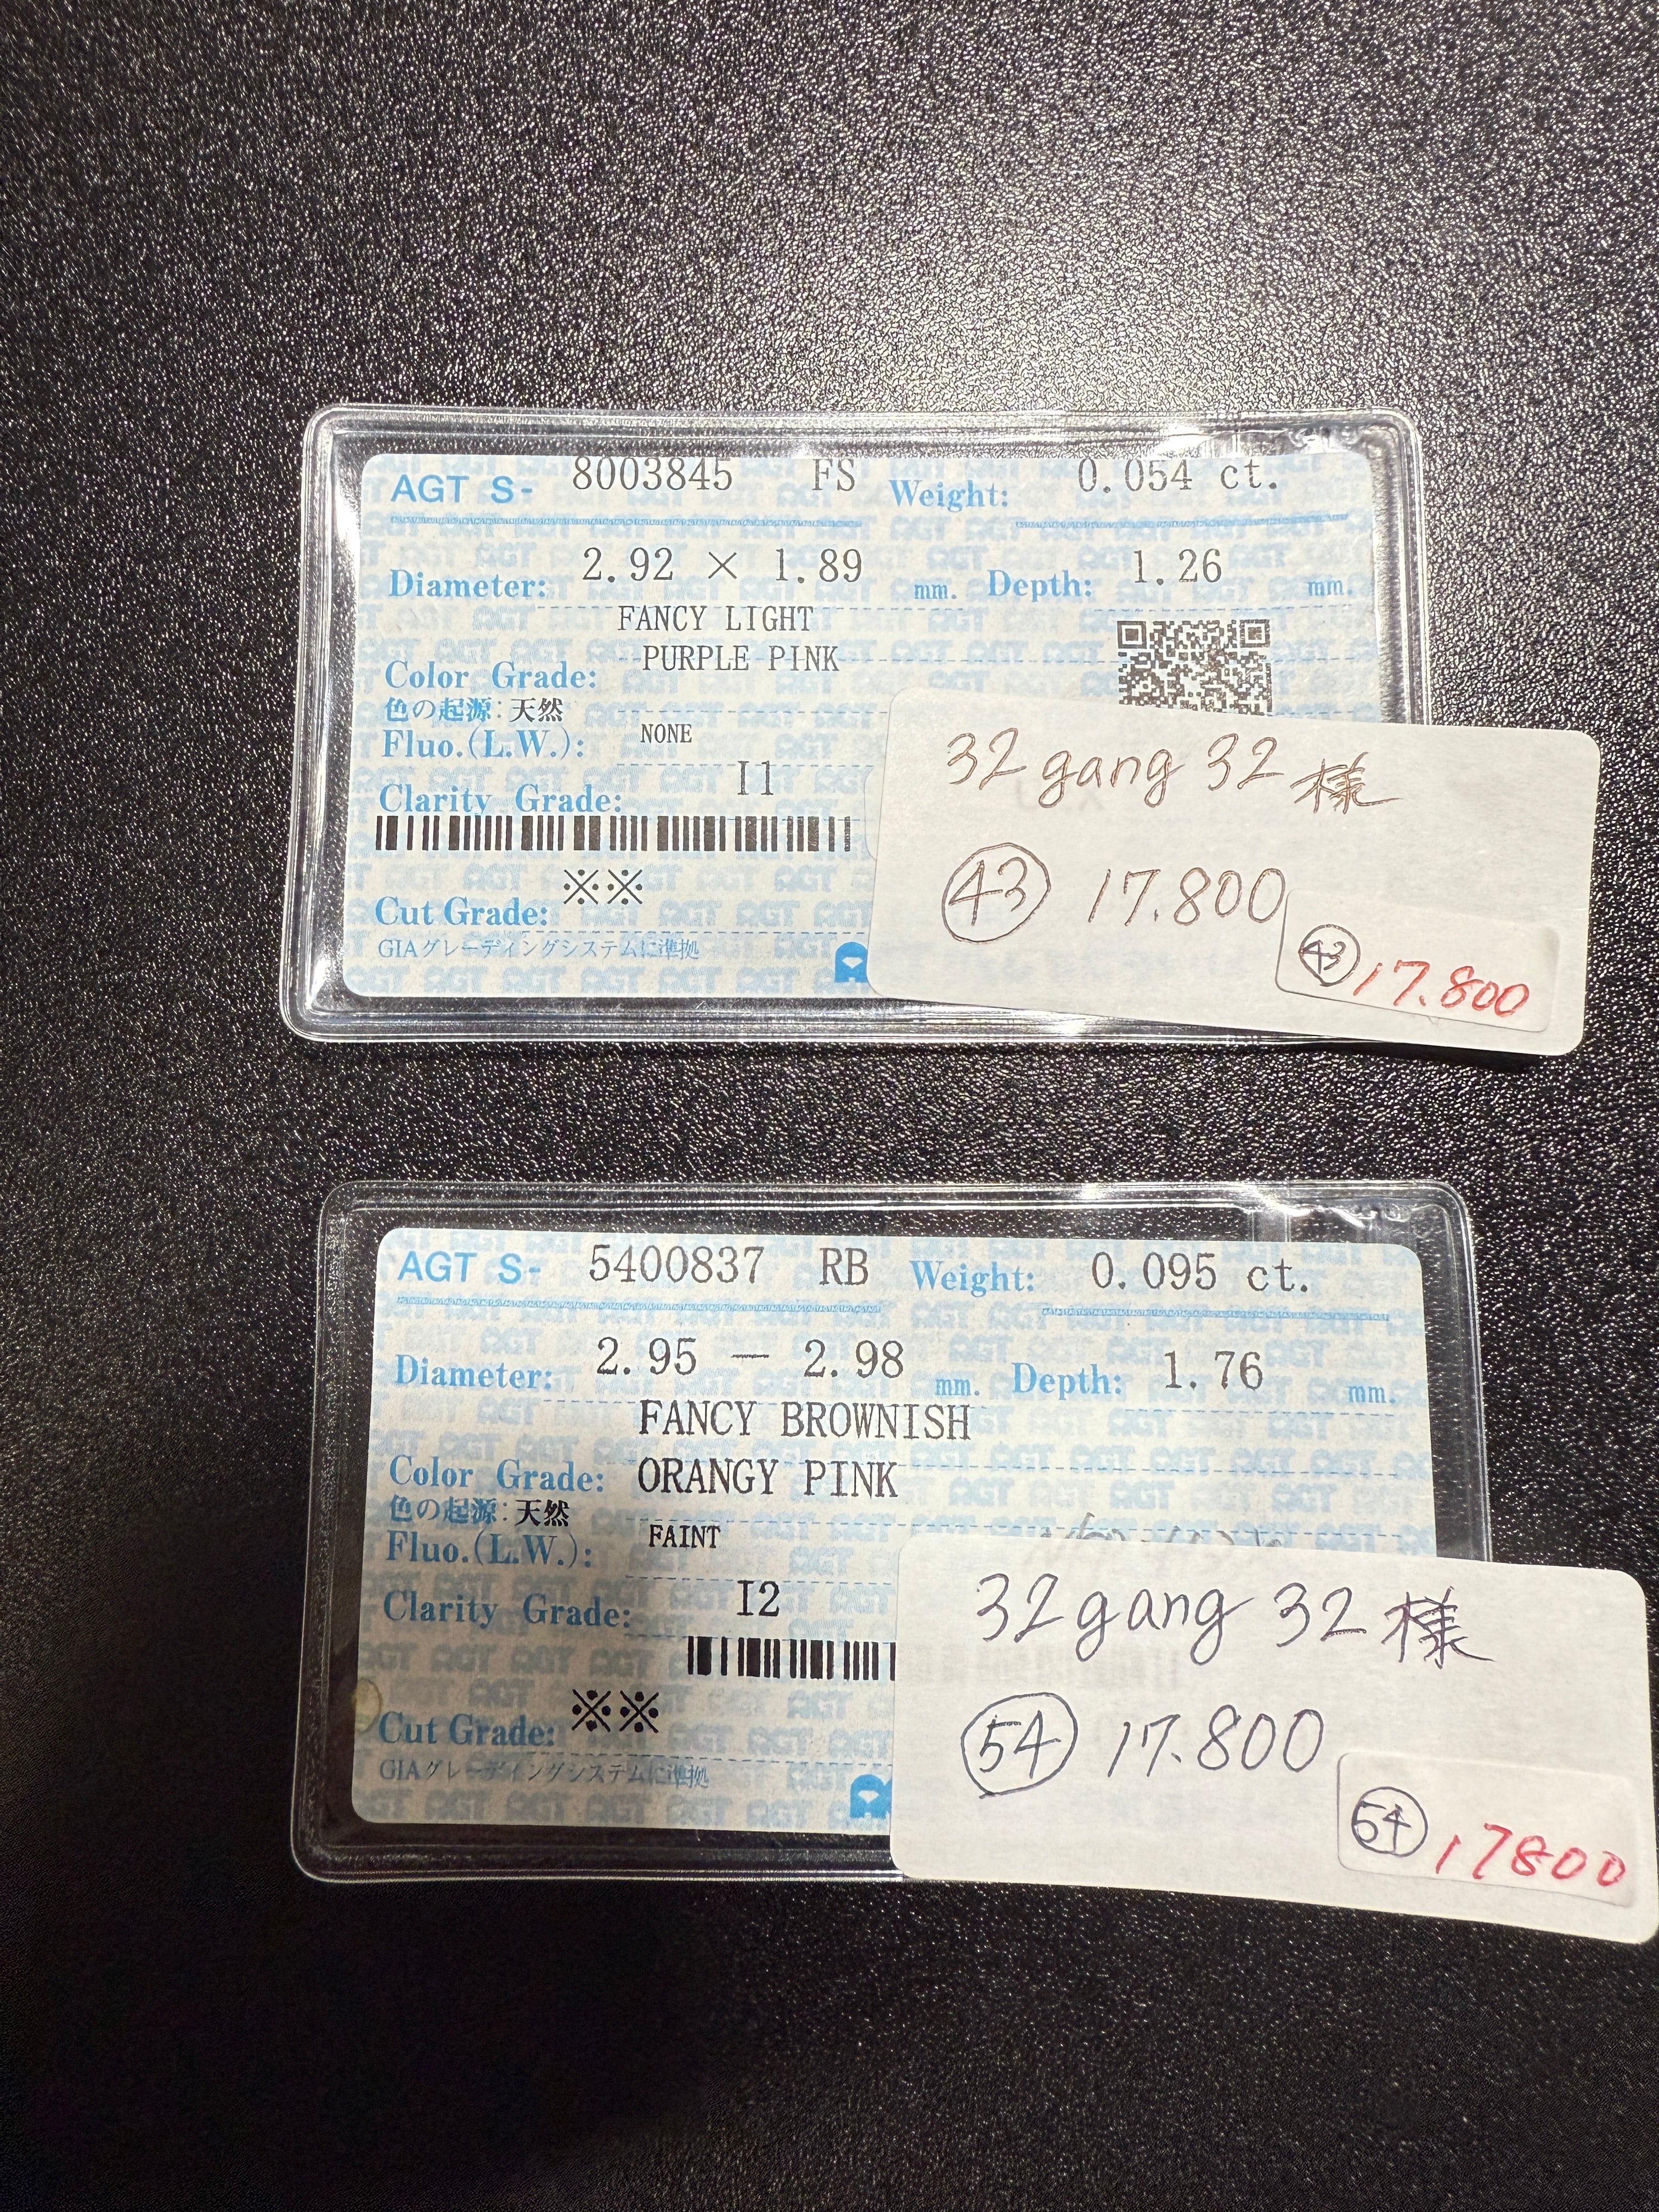 AGT S- 8003845 FS Weight: 0.054 ct.
Diameter: 2.92 × 1.89 mm. Depth: 1.26 mm.
FANCY LIGHT
Color Grade: PURPLE PINK
色の起源:天然
Fluo.(L.W.): NONE
Clarity Grade: I1
Cut Grade: ※※
GIAグレーディングシステムに準拠
32gang 32 様
43 17.800
43 17.800
AGT S- 5400837 RB Weight: 0.095 ct.
Diameter: 2.95 — 2.98 mm. Depth: 1.76 mm.
FANCY BROWNISH
Color Grade: ORANGY PINK
色の起源:天然
Fluo.(L.W.): FAINT
Clarity Grade: I2
Cut Grade: ※※
GIAグレーディングシステムに準拠
32gang 32 様
54 17.800
54 17800